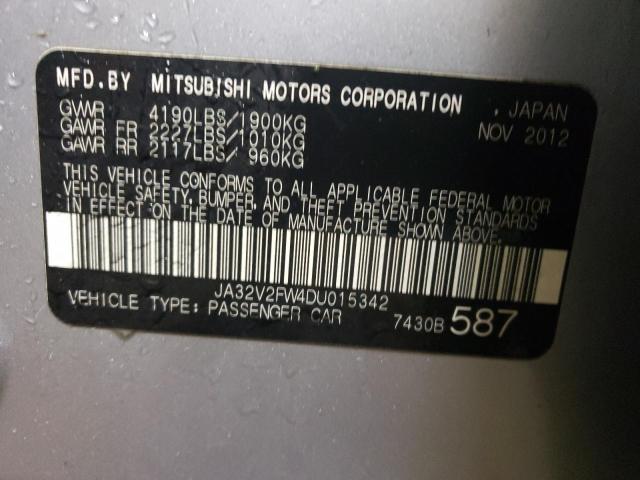 MFD. BY MITSUBISHI MOTORS CORPORATION , JAPAN
GVWR 4190LBS/1900KG NOV 2012
GAWR FR 2227LBS/1010KG
GAWR RR 2117LBS/ 960KG
THIS VEHICLE CONFORMS TO ALL APPLICABLE FEDERAL MOTOR
VEHICLE SAFETY, BUMPER, AND THEFT PREVENTION STANDARDS
IN EFFECT ON THE DATE OF MANUFACTURE SHOWN ABOVE.
JA32V2FW4DU015342
VEHICLE TYPE: PASSENGER CAR 7430B 587